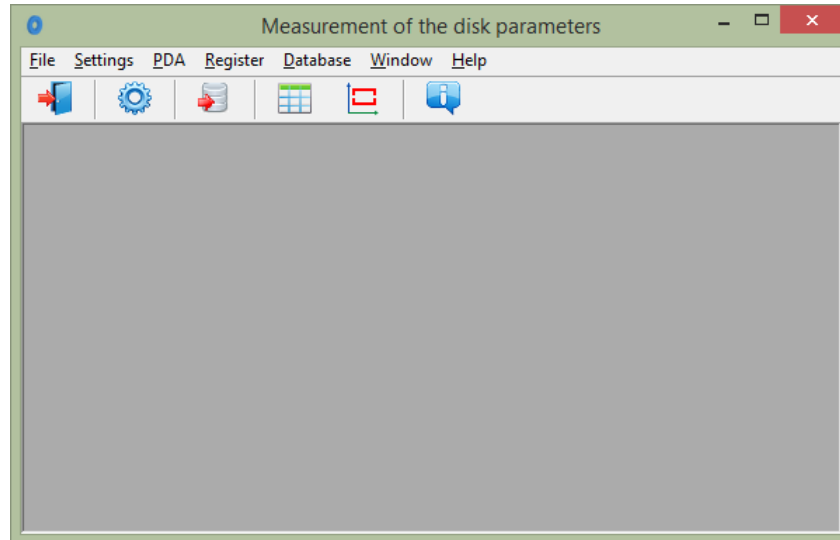 Measurement of the disk parameters
File Settings PDA Register Database Window Help